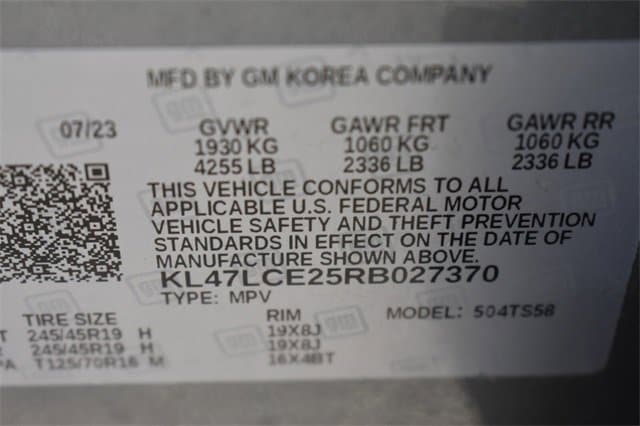 MFD BY GM KOREA COMPANY
07/23 GVWR GAWR FRT GAWR RR
1930 KG 1060 KG 1060 KG
4255 LB 2336 LB 2336 LB
THIS VEHICLE CONFORMS TO ALL
APPLICABLE U.S. FEDERAL MOTOR
VEHICLE SAFETY AND THEFT PREVENTION
STANDARDS IN EFFECT ON THE DATE OF
MANUFACTURE SHOWN ABOVE.
KL47LCE25RB027370
TYPE: MPV
TIRE SIZE RIM MODEL: 504TS58
T 245/45R19 H 19X8J
245/45R19 H 19X8J
PA T125/70R16 M 16X4BT